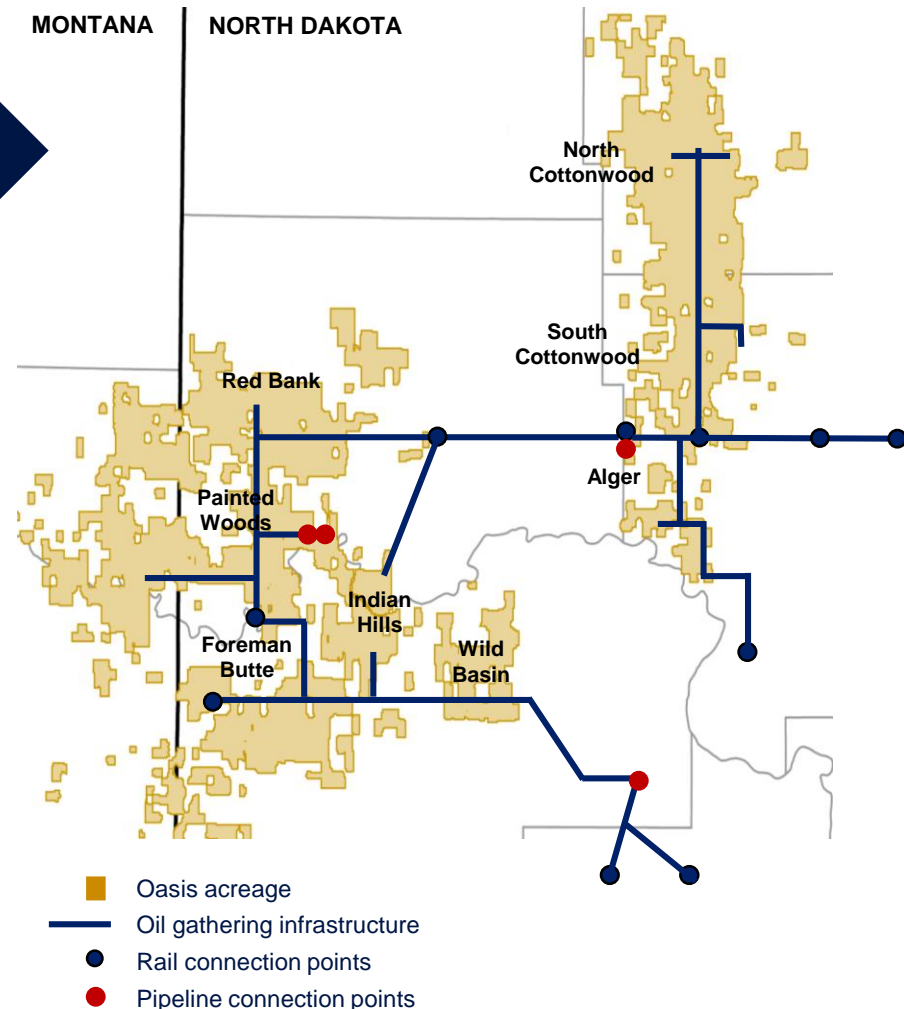 MONTANA
NORTH DAKOTA
North
Cottonwood
South
Cottonwood
Red Bank
Alger
Painted
Woods
Indian
Hills
Foreman
Butte
Wild
Basin
Oasis acreage
Oil gathering infrastructure
Rail connection points
Pipeline connection points